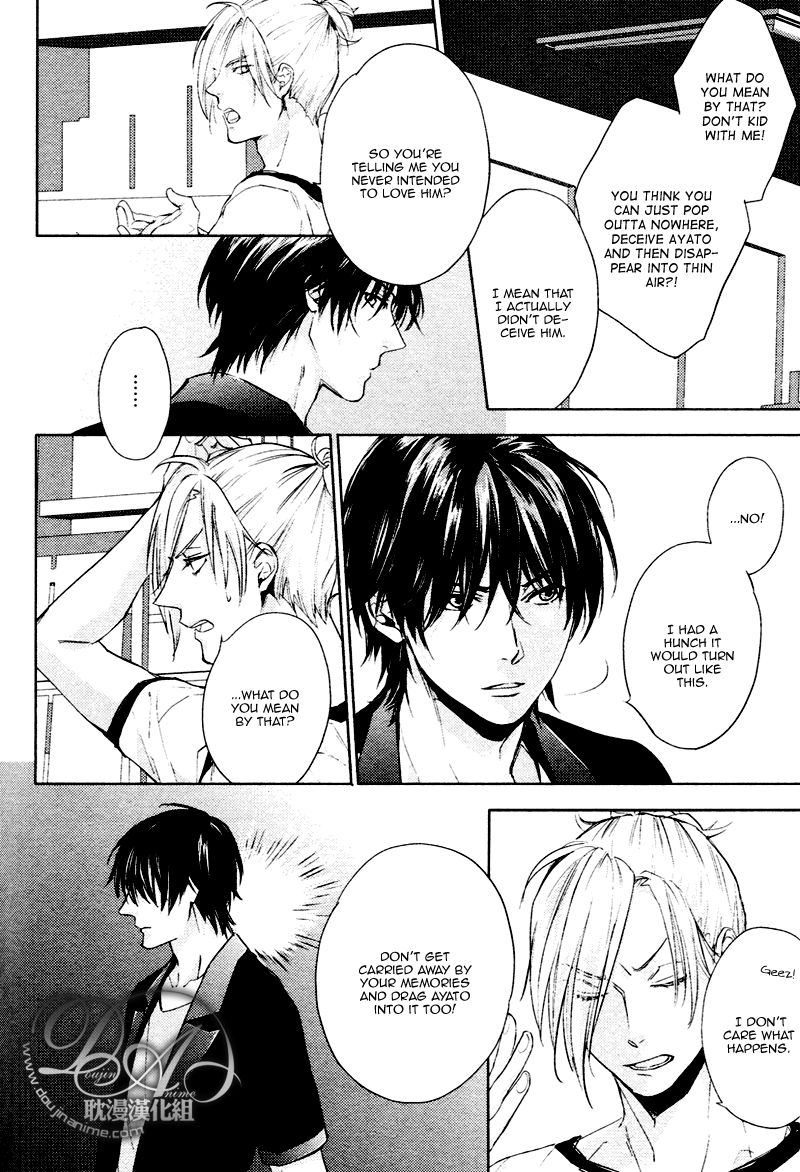 WHAT DO
YOU MEAN
BY THAT?
DON'T KID
WITH ME!
YOU THINK YOU
CAN JUST POP
OUTTA NOWHERE,
DECEIVE AYATO
AND THEN DISAP-
PEAR INTO THIN
AIR?!
I MEAN THAT
I ACTUALLY
DIDN'T DE-
CEIVE HIM.
SO YOU'RE
TELLING ME YOU
NEVER INTENDED
TO LOVE HIM?
......
...NO!
I HAD A
HUNCH IT
WOULD TURN
OUT LIKE
THIS.
...WHAT DO
YOU MEAN
BY THAT?
Geez!
I DON'T
CARE WHAT
HAPPENS.
DON'T GET
CARRIED AWAY BY
YOUR MEMORIES
AND DRAG AYATO
INTO IT TOO!
Doujin
Anime
耽漫漢化組
www.doujinanime.com